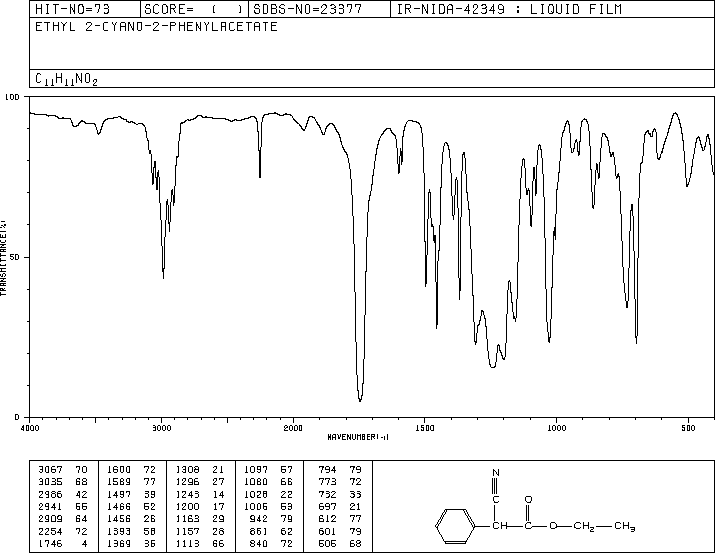 HIT-NO=73 SCORE= ( ) SDBS-NO=23377 IR-NIDA-42349 : LIQUID FILM
ETHYL 2-CYANO-2-PHENYLACETATE
C11H11NO2
100
50
0
TRANSMITTANCE(%)
4000 3000 2000 1500 1000 500
WAVENUMBER(-1)
3067 70 1600 72 1308 21 1097 57 794 79
3035 68 1589 77 1296 27 1080 66 773 72
2986 42 1497 39 1243 14 1028 22 732 33
2941 55 1466 52 1200 17 1006 53 697 21
2909 64 1456 26 1163 29 942 79 612 77
2254 72 1393 58 1157 28 861 62 601 79
1746 4 1369 35 1113 66 840 72 505 68
N
C O
CH C O CH2 CH3